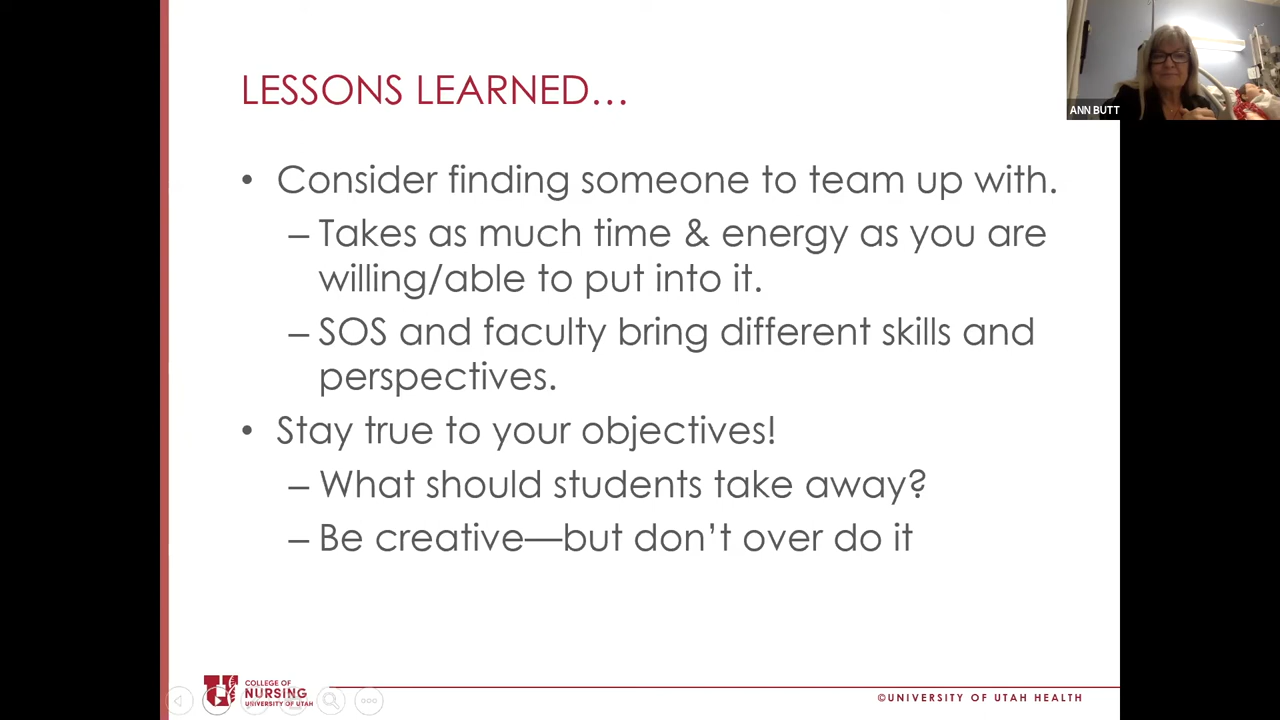 LESSONS LEARNED...
ANN BUTT
• Consider finding someone to team up with.
– Takes as much time & energy as you are
willing/able to put into it.
– SOS and faculty bring different skills and
perspectives.
• Stay true to your objectives!
– What should students take away?
– Be creative—but don't over do it
COLLEGE OF
NURSING
UNIVERSITY OF UTAH
©UNIVERSITY OF UTAH HEALTH